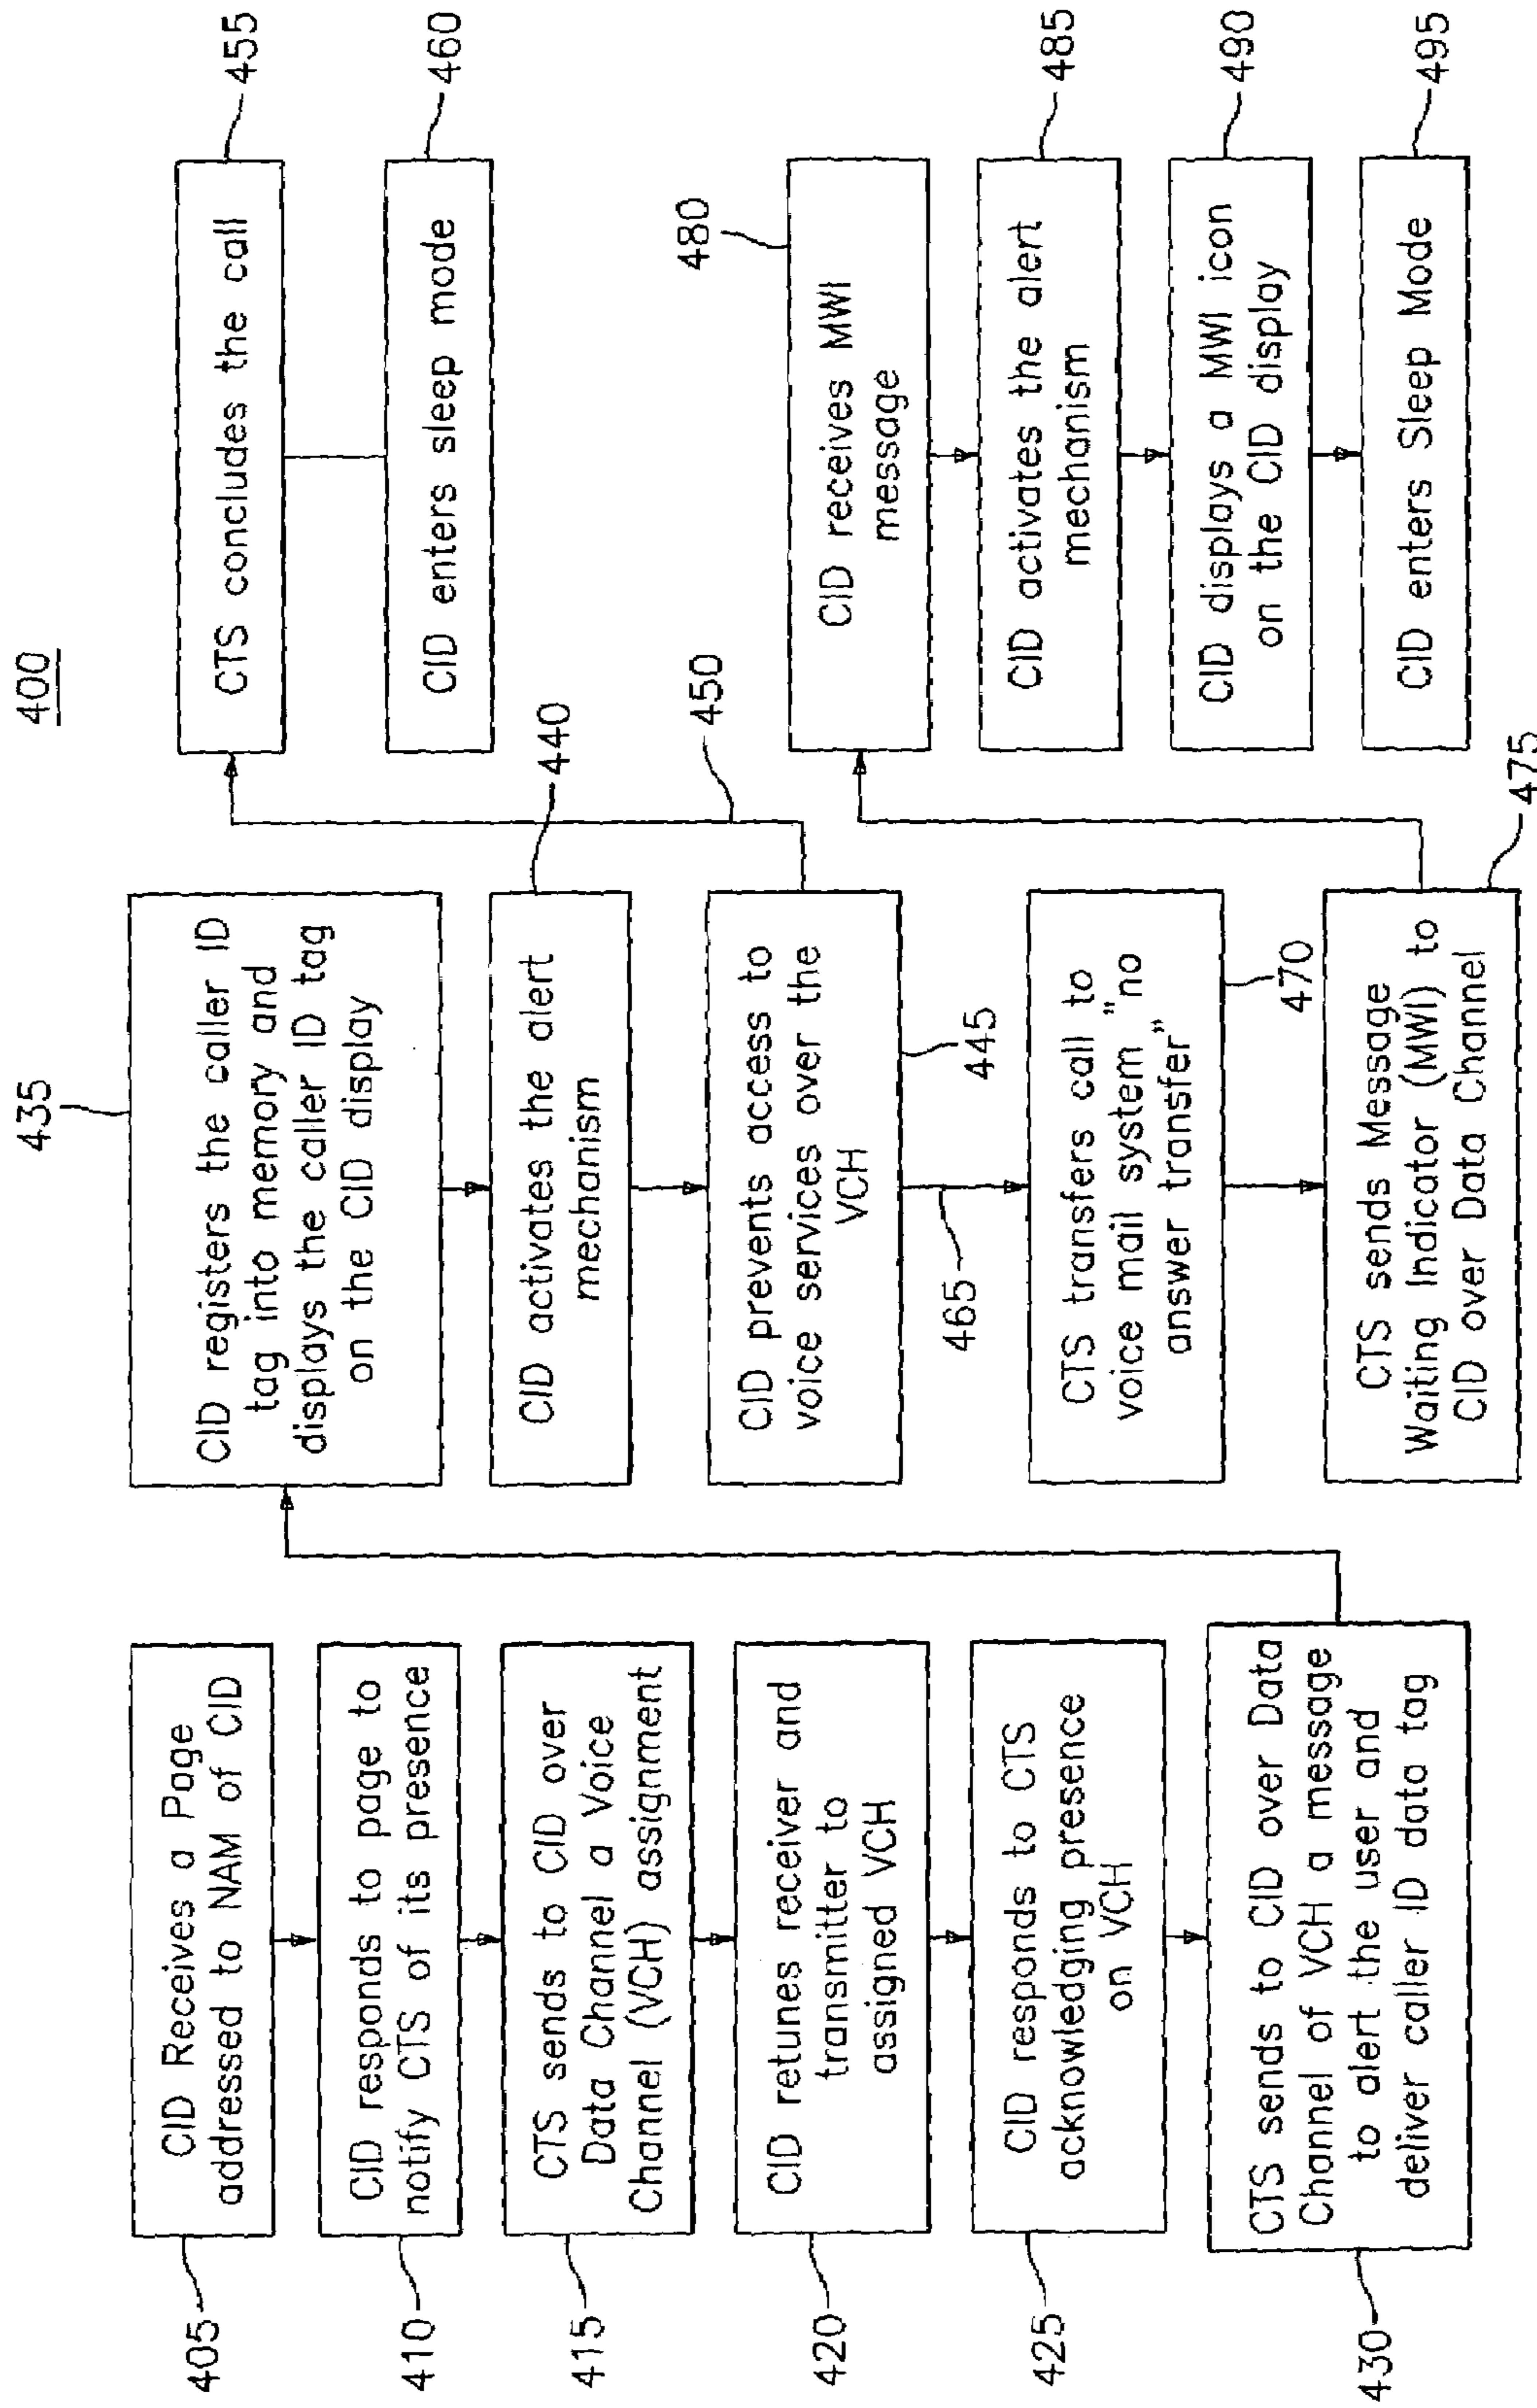 400
405
CID Receives a Page
addressed to NAM of CID
410
CID responds to page to
notify CTS of its presence
415
CTS sends to CID over
Data Channel a Voice
Channel (VCH) assignment
420
CID retunes receiver and
transmitter to
assigned VCH
425
CID responds to CTS
acknowledging presence
on VCH
430
CTS sends to CID over Data
Channel of VCH a message
to alert the user and
deliver caller ID data tag
435
CID registers the caller ID
tag into memory and
displays the caller ID tag
on the CID display
440
CID activates the alert
mechanism
CID prevents access to
voice services over the
VCH
445
450
465
CTS transfers call to
voice mail system "no
answer transfer"
470
CTS sends Message
Waiting Indicator (MWI) to
CID over Data Channel
475
CTS concludes the call
455
CID enters sleep mode
460
480
CID receives MWI
message
CID activates the alert
mechanism
485
CID displays a MWI icon
on the CID display
490
CID enters Sleep Mode
495